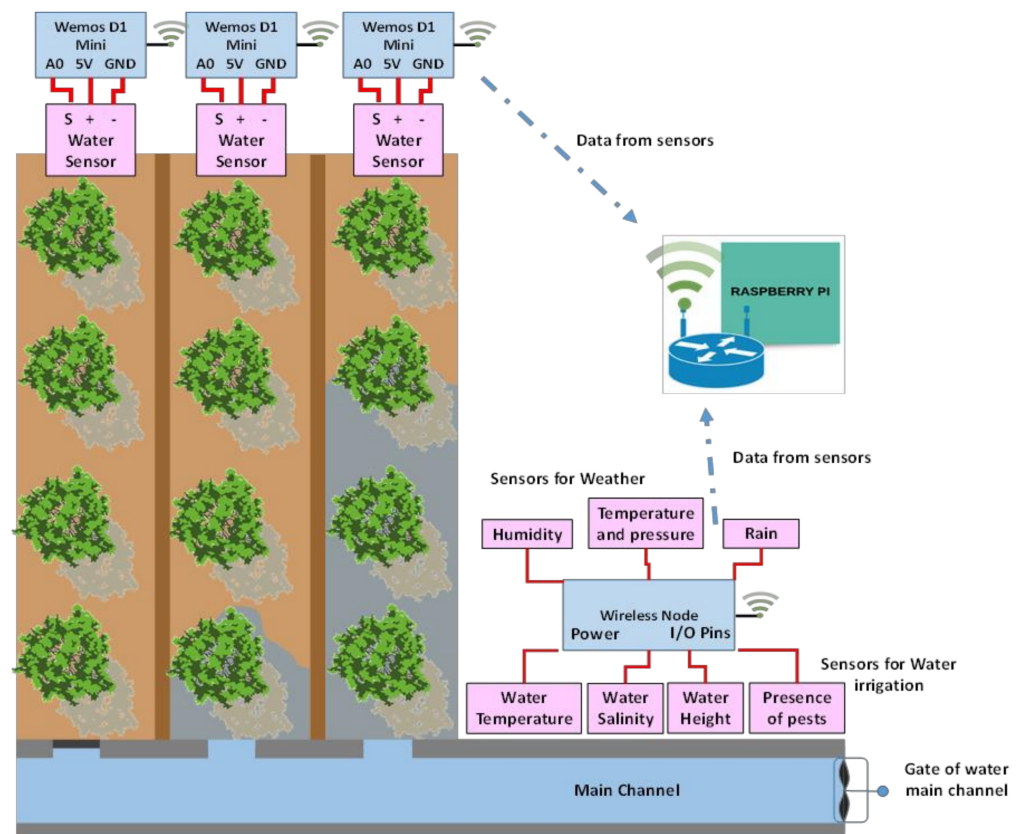 Wemos D1
Mini
A0 5V GND
S + -
Water
Sensor
Wemos D1
Mini
A0 5V GND
S + -
Water
Sensor
Wemos D1
Mini
A0 5V GND
S + -
Water
Sensor
Data from sensors
RASPBERRY PI
Data from sensors
Sensors for Weather
Humidity
Temperature
and pressure
Rain
Wireless Node
Power I/O Pins
Sensors for Water
irrigation
Water
Temperature
Water
Salinity
Water
Height
Presence
of pests
Main Channel
Gate of water
main channel